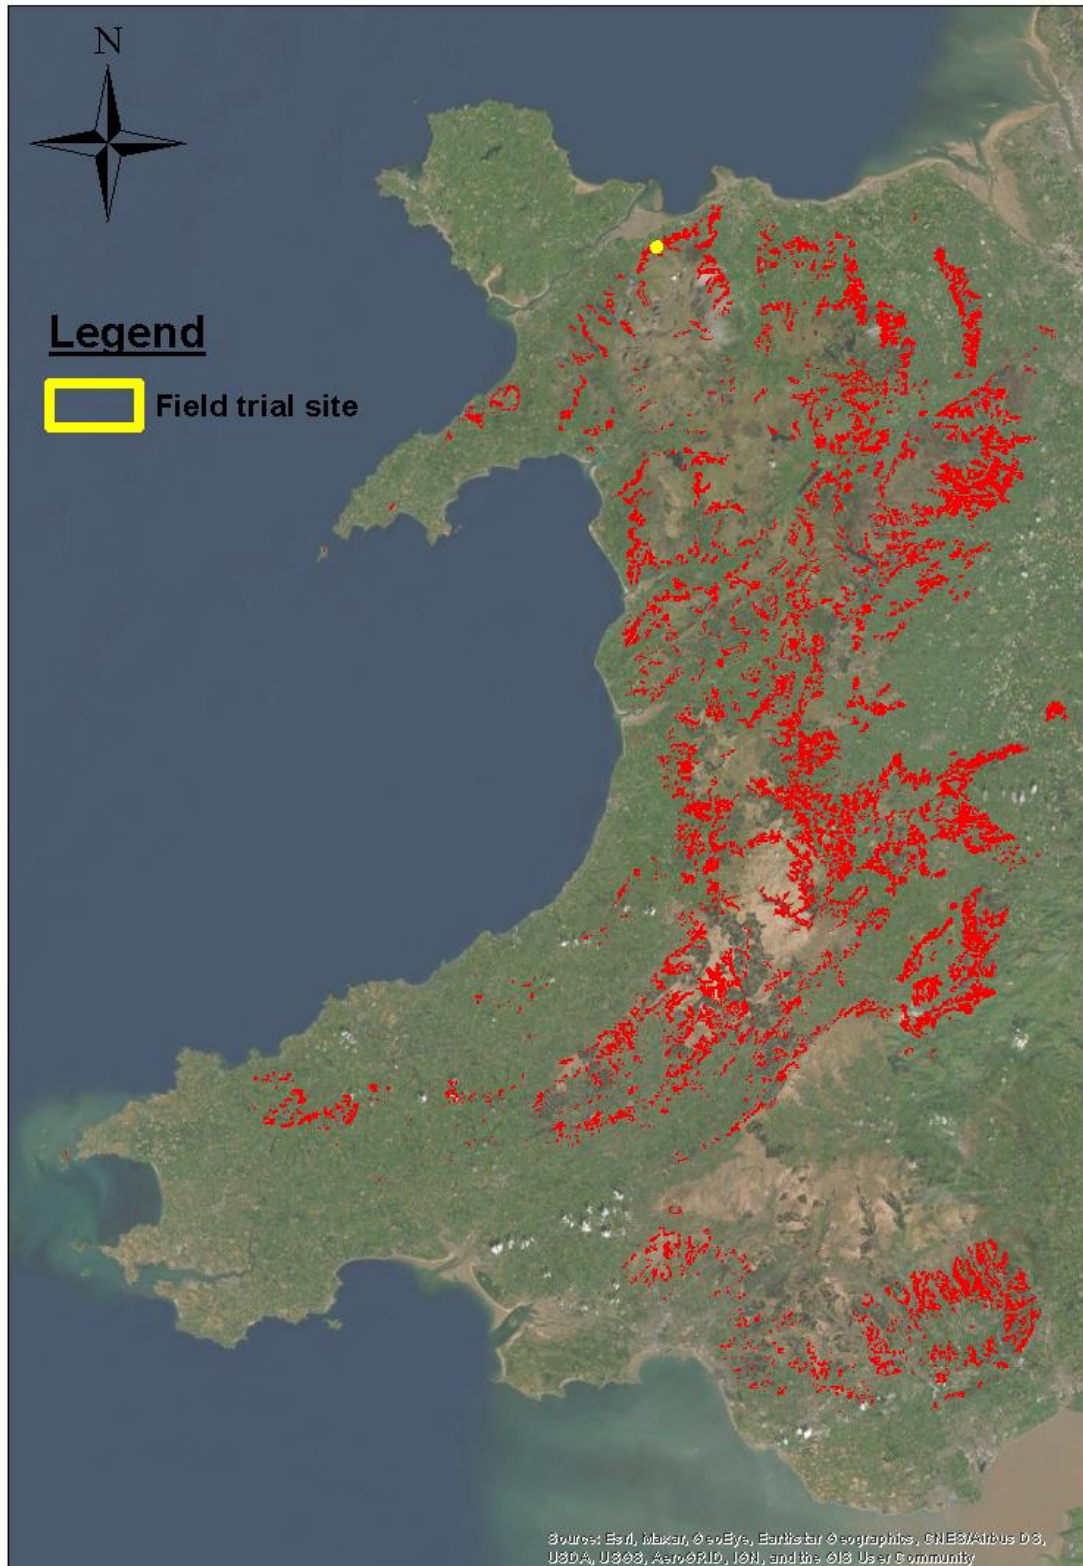 N
Legend
Field trial site
Source: Esri, Maxar, GeoEye, Earthstar Geographics, CNES/Airbus DS,
USDA, USGS, AeroGRID, IGN, and the GIS User Community